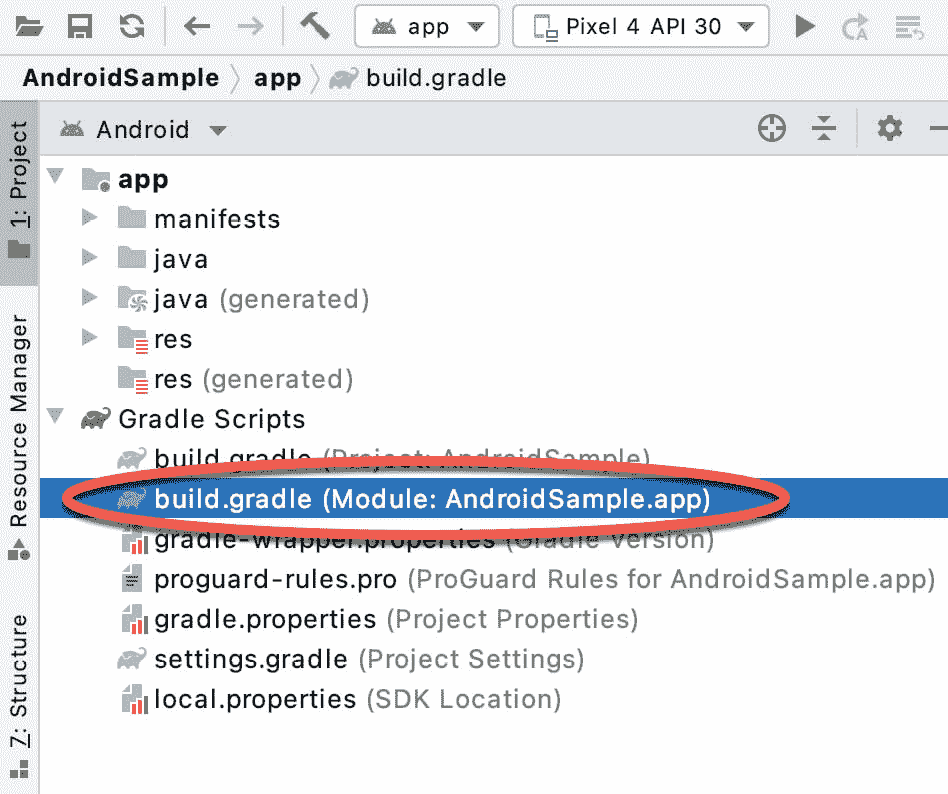 app
Pixel 4 API 30
AndroidSample
app
build.gradle
1: Project
Resource Manager
Z: Structure
Android
app
manifests
java
java (generated)
res
res (generated)
Gradle Scripts
build.gradle (Project: AndroidSample)
build.gradle (Module: AndroidSample.app)
gradle-wrapper.properties (Gradle Version)
proguard-rules.pro (ProGuard Rules for AndroidSample.app)
gradle.properties (Project Properties)
settings.gradle (Project Settings)
local.properties (SDK Location)